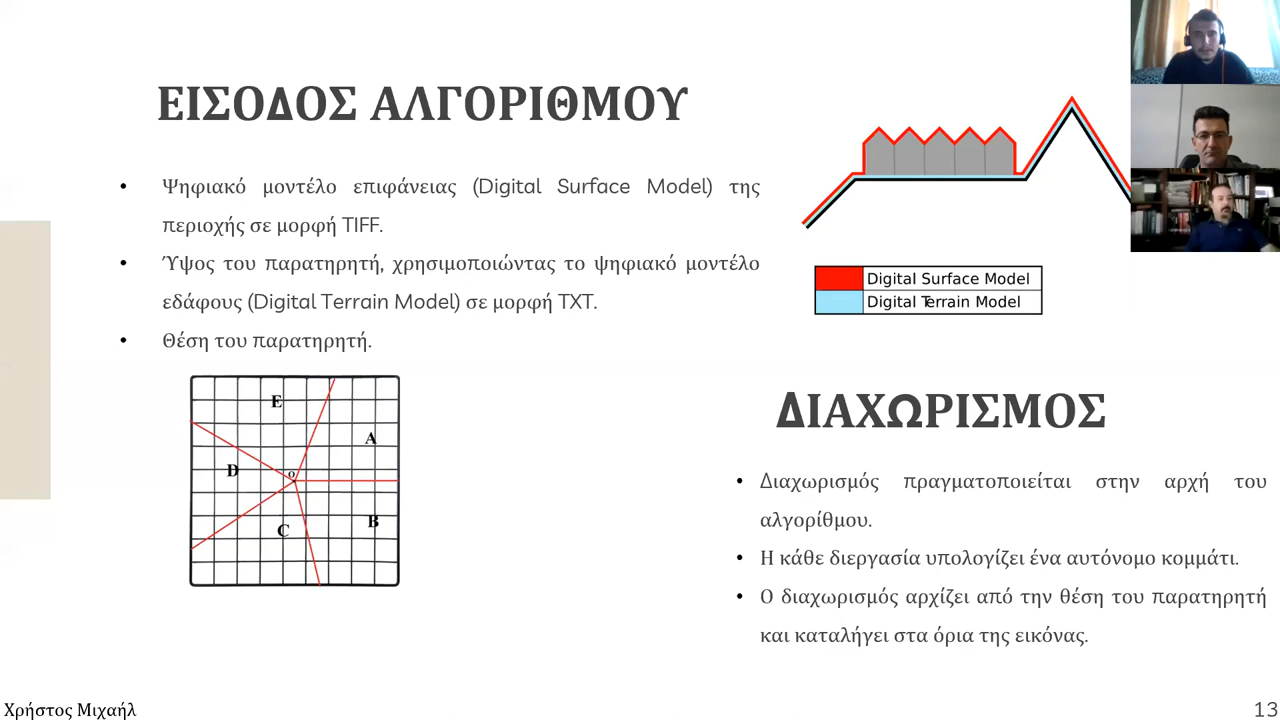 ΕΙΣΟΔΟΣ ΑΛΓΟΡΙΘΜΟΥ
• Ψηφιακό μοντέλο επιφάνειας (Digital Surface Model) της
περιοχής σε μορφή TIFF.
• Ύψος του παρατηρητή, χρησιμοποιώντας το ψηφιακό μοντέλο
εδάφους (Digital Terrain Model) σε μορφή TXT.
• Θέση του παρατηρητή.
Digital Surface Model
Digital Terrain Model
E
A
D
O
B
C
ΔΙΑΧΩΡΙΣΜΟΣ
• Διαχωρισμός πραγματοποιείται στην αρχή του
αλγορίθμου.
• Η κάθε διεργασία υπολογίζει ένα αυτόνομο κομμάτι.
• Ο διαχωρισμός αρχίζει από την θέση του παρατηρητή
και καταλήγει στα όρια της εικόνας.
Χρήστος Μιχαήλ
13